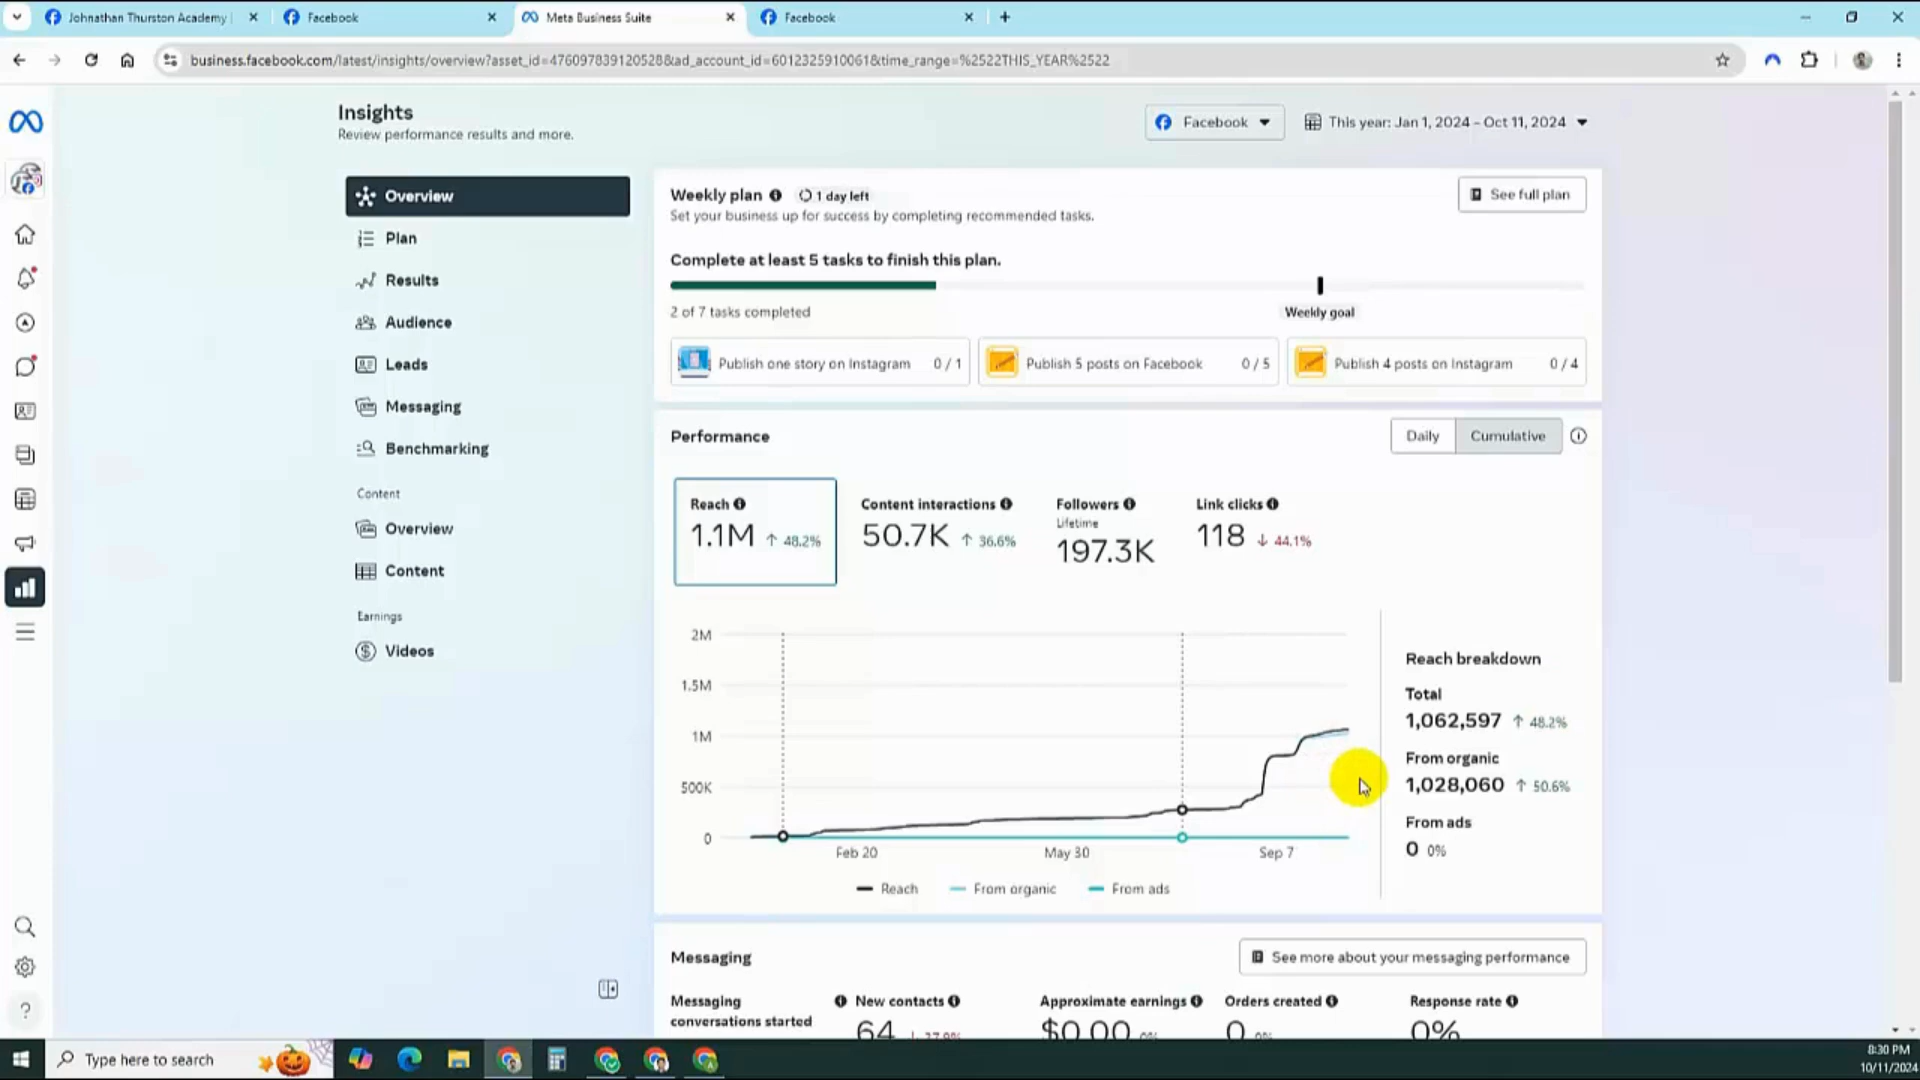 Johnathan Thurston Academy |
Facebook
Meta Business Suite
Facebook
business.facebook.com/latest/insights/overview?asset_id=476097839120528&ad_account_id=601232591006​1&time_range=%2522THIS_YEAR%2522
Insights
Review performance results and more.
Facebook
This year: Jan 1, 2024 – Oct 11, 2024
Overview
Plan
Results
Audience
Leads
Messaging
Benchmarking
Content
Overview
Content
Earnings
Videos
Weekly plan
1 day left
See full plan
Set your business up for success by completing recommended tasks.
Complete at least 5 tasks to finish this plan.
2 of 7 tasks completed
Weekly goal
Publish one story on Instagram 0 / 1
Publish 5 posts on Facebook 0 / 5
Publish 4 posts on Instagram 0 / 4
Performance
Daily
Cumulative
Reach
1.1M ↑ 48.2%
Content interactions
50.7K ↑ 36.6%
Followers
Lifetime
197.3K
Link clicks
118 ↓ 44.1%
2M
1.5M
1M
500K
0
Feb 20
May 30
Sep 7
Reach
From organic
From ads
Reach breakdown
Total
1,062,597 ↑ 48.2%
From organic
1,028,060 ↑ 50.6%
From ads
0 0%
Messaging
See more about your messaging performance
Messaging
conversations started
New contacts
64
Approximate earnings
$0.00 0%
Orders created
0 0%
Response rate
0%
Type here to search
8:30 PM
10/11/2024